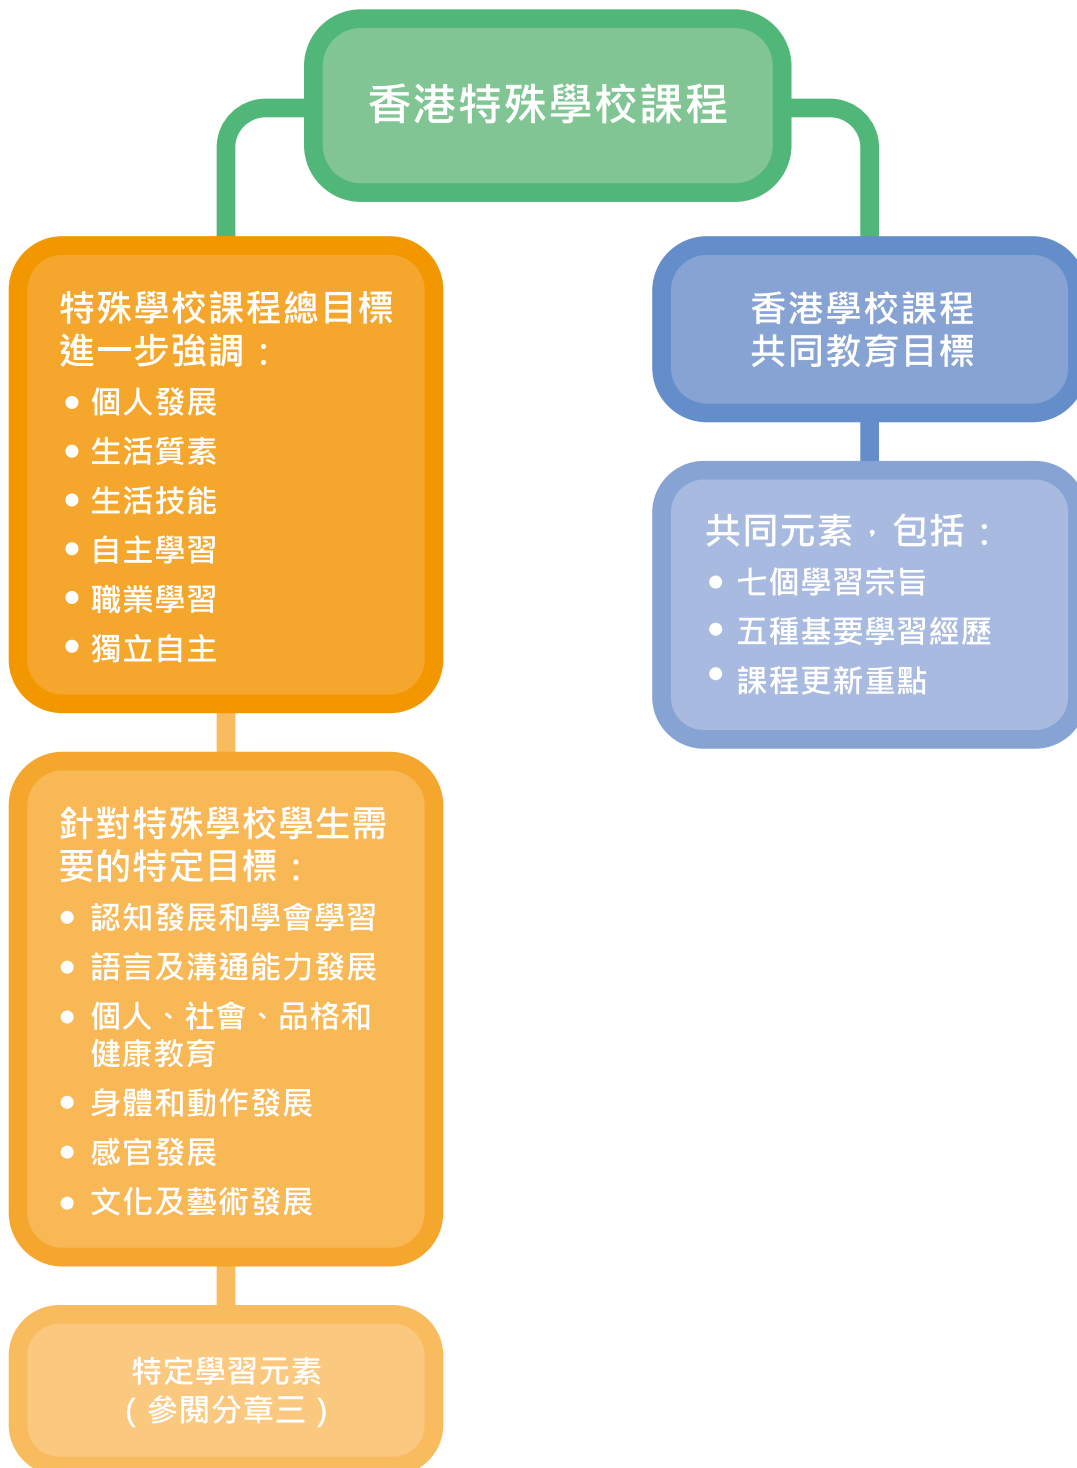 香港特殊學校課程
特殊學校課程總目標
進一步強調：
• 個人發展
• 生活質素
• 生活技能
• 自主學習
• 職業學習
• 獨立自主
針對特殊學校學生需
要的特定目標：
• 認知發展和學會學習
• 語言及溝通能力發展
• 個人、社會、品格和
健康教育
• 身體和動作發展
• 感官發展
• 文化及藝術發展
特定學習元素
（參閱分章三）
香港學校課程
共同教育目標
共同元素，包括：
• 七個學習宗旨
• 五種基要學習經歷
• 課程更新重點